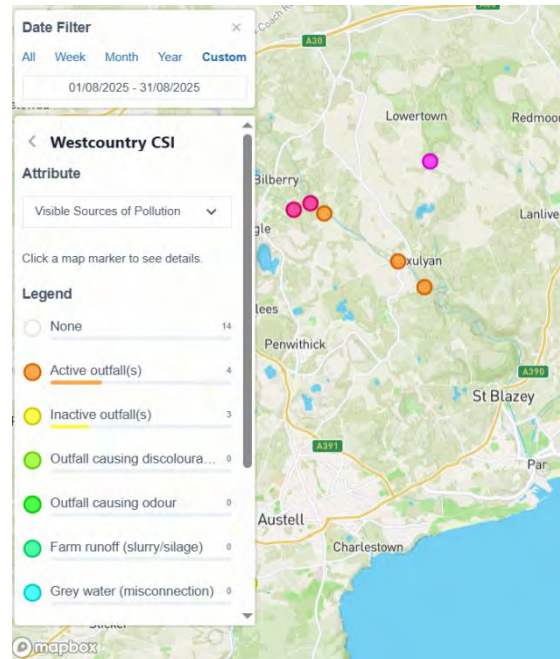 Date Filter ×
All Week Month Year Custom
01/08/2025 - 31/08/2025
Westcountry CSI
Attribute
Visible Sources of Pollution
Click a map marker to see details.
Legend
None 14
Active outfall(s) 4
Inactive outfall(s) 3
Outfall causing discoloura... 0
Outfall causing odour 0
Farm runoff (slurry/silage) 0
Grey water (misconnection) 0
mapbox
A30
Lowertown
Redmoor
Bilberry
Lanlive
gle
xulyan
lees
Penwithick
A390
St Blazey
A391
Par
Austell
Charlestown
Sticker